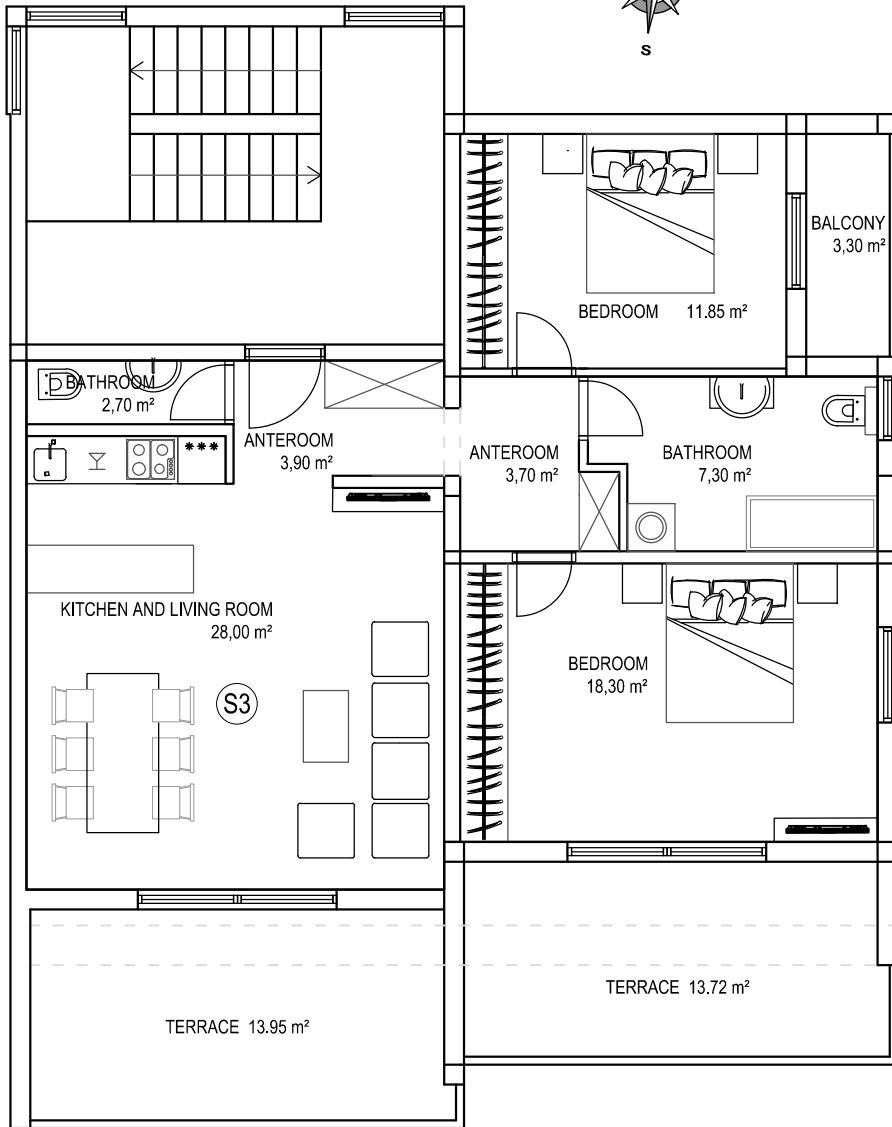 S
BALCONY
3,30 m²
BEDROOM 11.85 m²
BATHROOM
2,70 m²
***
ANTEROOM
3,90 m²
ANTEROOM
3,70 m²
BATHROOM
7,30 m²
KITCHEN AND LIVING ROOM
28,00 m²
BEDROOM
18,30 m²
S3
TERRACE 13.72 m²
TERRACE 13.95 m²